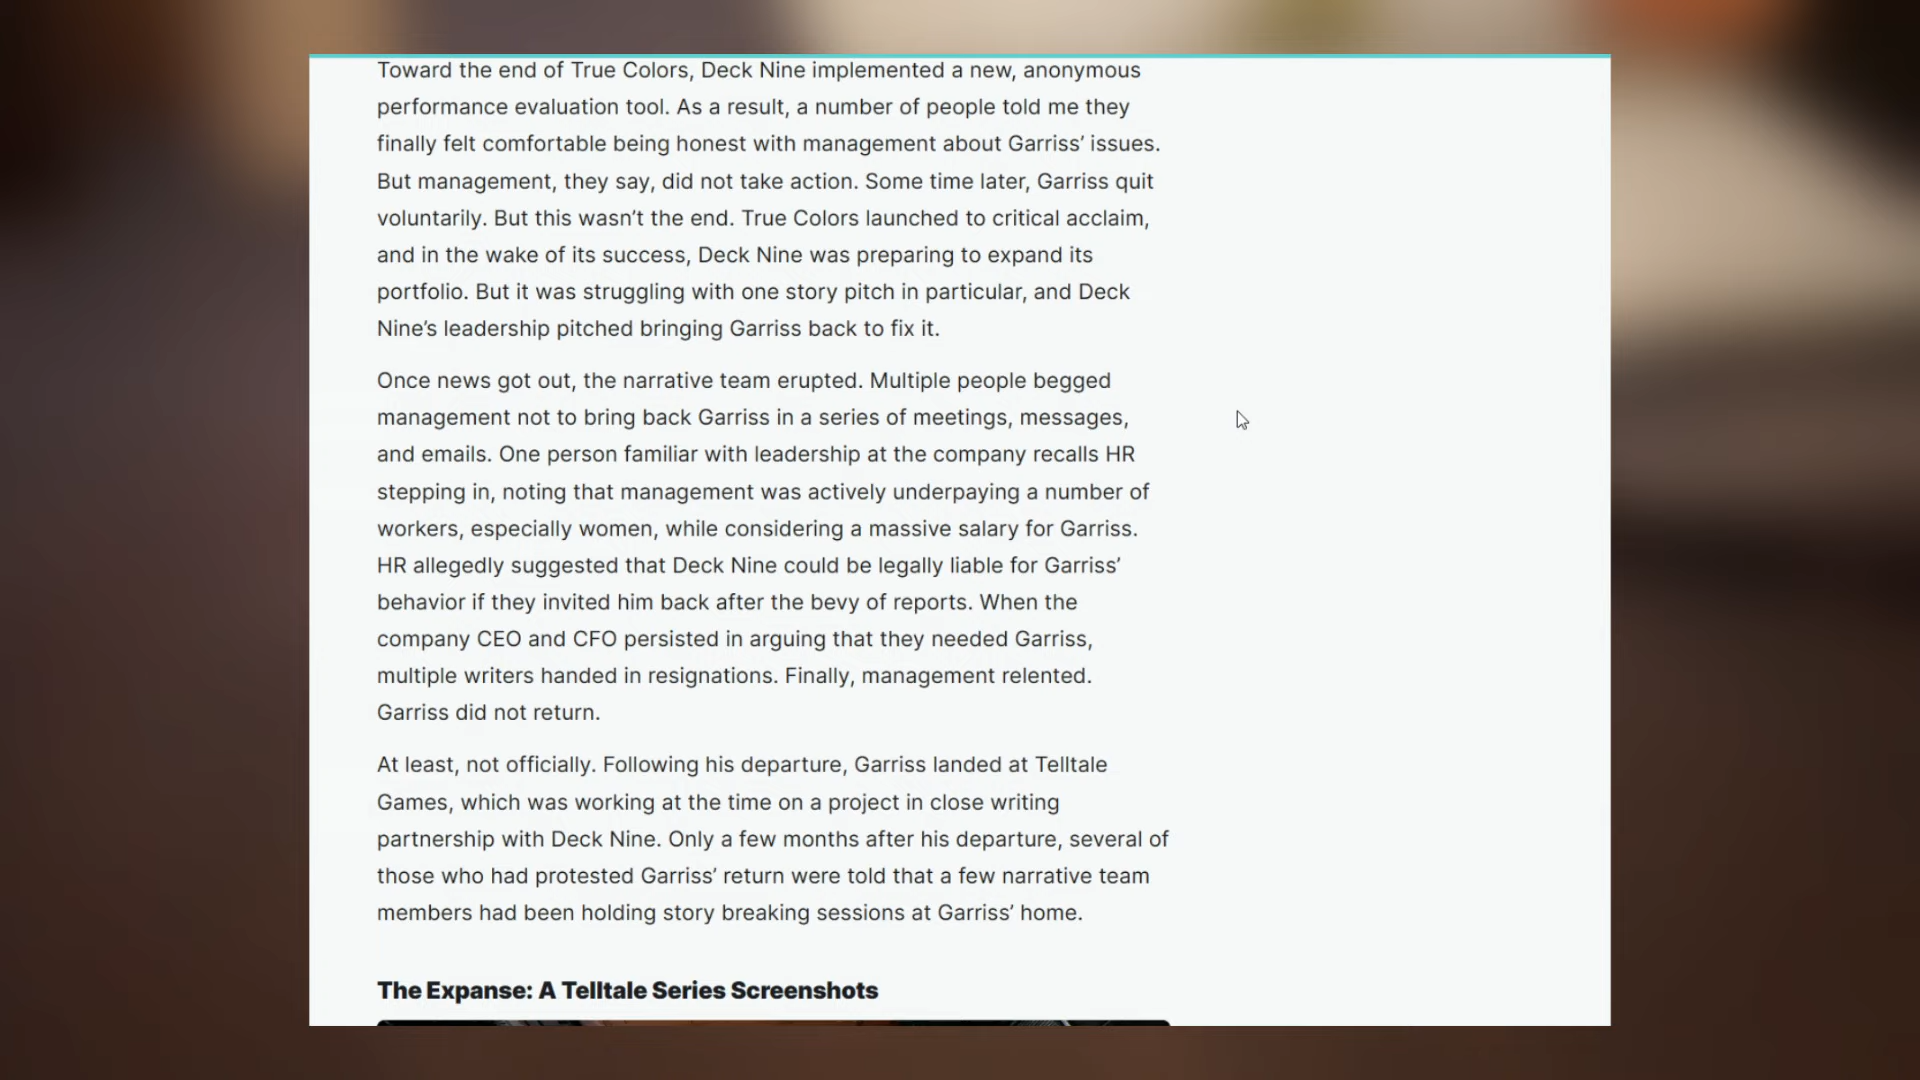 Toward the end of True Colors, Deck Nine implemented a new, anonymous
performance evaluation tool. As a result, a number of people told me they
finally felt comfortable being honest with management about Garriss’ issues.
But management, they say, did not take action. Some time later, Garriss quit
voluntarily. But this wasn’t the end. True Colors launched to critical acclaim,
and in the wake of its success, Deck Nine was preparing to expand its
portfolio. But it was struggling with one story pitch in particular, and Deck
Nine’s leadership pitched bringing Garriss back to fix it.
Once news got out, the narrative team erupted. Multiple people begged
management not to bring back Garriss in a series of meetings, messages,
and emails. One person familiar with leadership at the company recalls HR
stepping in, noting that management was actively underpaying a number of
workers, especially women, while considering a massive salary for Garriss.
HR allegedly suggested that Deck Nine could be legally liable for Garriss’
behavior if they invited him back after the bevy of reports. When the
company CEO and CFO persisted in arguing that they needed Garriss,
multiple writers handed in resignations. Finally, management relented.
Garriss did not return.
At least, not officially. Following his departure, Garriss landed at Telltale
Games, which was working at the time on a project in close writing
partnership with Deck Nine. Only a few months after his departure, several of
those who had protested Garriss’ return were told that a few narrative team
members had been holding story breaking sessions at Garriss’ home.
The Expanse: A Telltale Series Screenshots